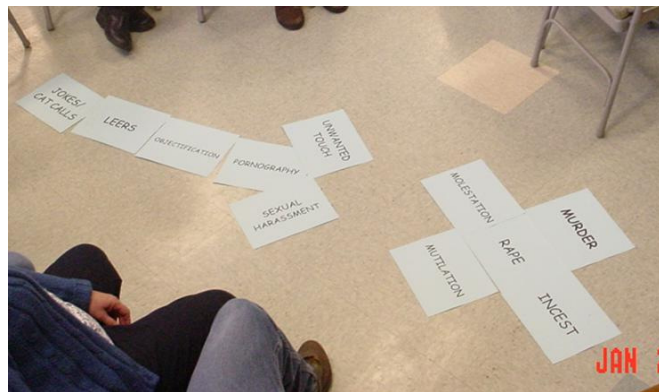 JOKES/
CAT CALLS
LEERS
OBJECTIFICATION
PORNOGRAPHY
UNWANTED
TOUCH
SEXUAL
HARASSMENT
MOLESTATION
MURDER
RAPE
MUTILATION
INCEST
JAN